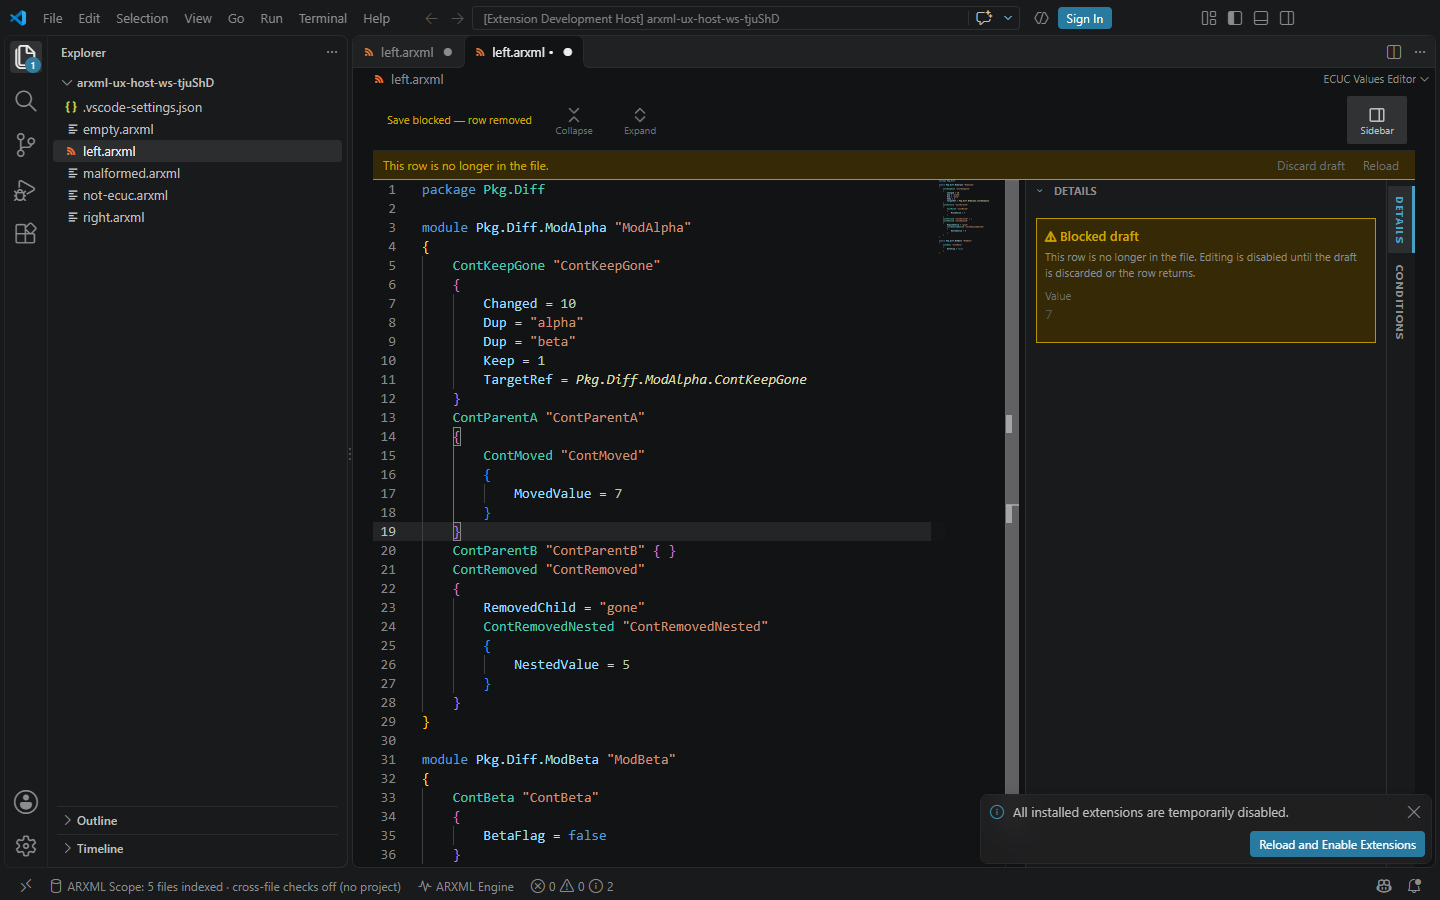 File Edit Selection View Go Run Terminal Help
[Extension Development Host] arxml-ux-host-ws-tjuShD
Sign In
Explorer
arxml-ux-host-ws-tjuShD
{} .vscode-settings.json
empty.arxml
left.arxml
malformed.arxml
not-ecuc.arxml
right.arxml
Outline
Timeline
1
left.arxml
left.arxml •
left.arxml
ECUC Values Editor
Save blocked — row removed
Collapse
Expand
Sidebar
This row is no longer in the file.
Discard draft
Reload
1 package Pkg.Diff
2
3 module Pkg.Diff.ModAlpha "ModAlpha"
4 {
5 ContKeepGone "ContKeepGone"
6 {
7 Changed = 10
8 Dup = "alpha"
9 Dup = "beta"
10 Keep = 1
11 TargetRef = Pkg.Diff.ModAlpha.ContKeepGone
12 }
13 ContParentA "ContParentA"
14 {
15 ContMoved "ContMoved"
16 {
17 MovedValue = 7
18 }
19 }
20 ContParentB "ContParentB" { }
21 ContRemoved "ContRemoved"
22 {
23 RemovedChild = "gone"
24 ContRemovedNested "ContRemovedNested"
25 {
26 NestedValue = 5
27 }
28 }
29 }
30
31 module Pkg.Diff.ModBeta "ModBeta"
32 {
33 ContBeta "ContBeta"
34 {
35 BetaFlag = false
36 }
DETAILS
Blocked draft
This row is no longer in the file. Editing is disabled until the draft
is discarded or the row returns.
Value
7
DETAILS
CONDITIONS
All installed extensions are temporarily disabled.
Reload and Enable Extensions
ARXML Scope: 5 files indexed · cross-file checks off (no project)
ARXML Engine
0 0 2